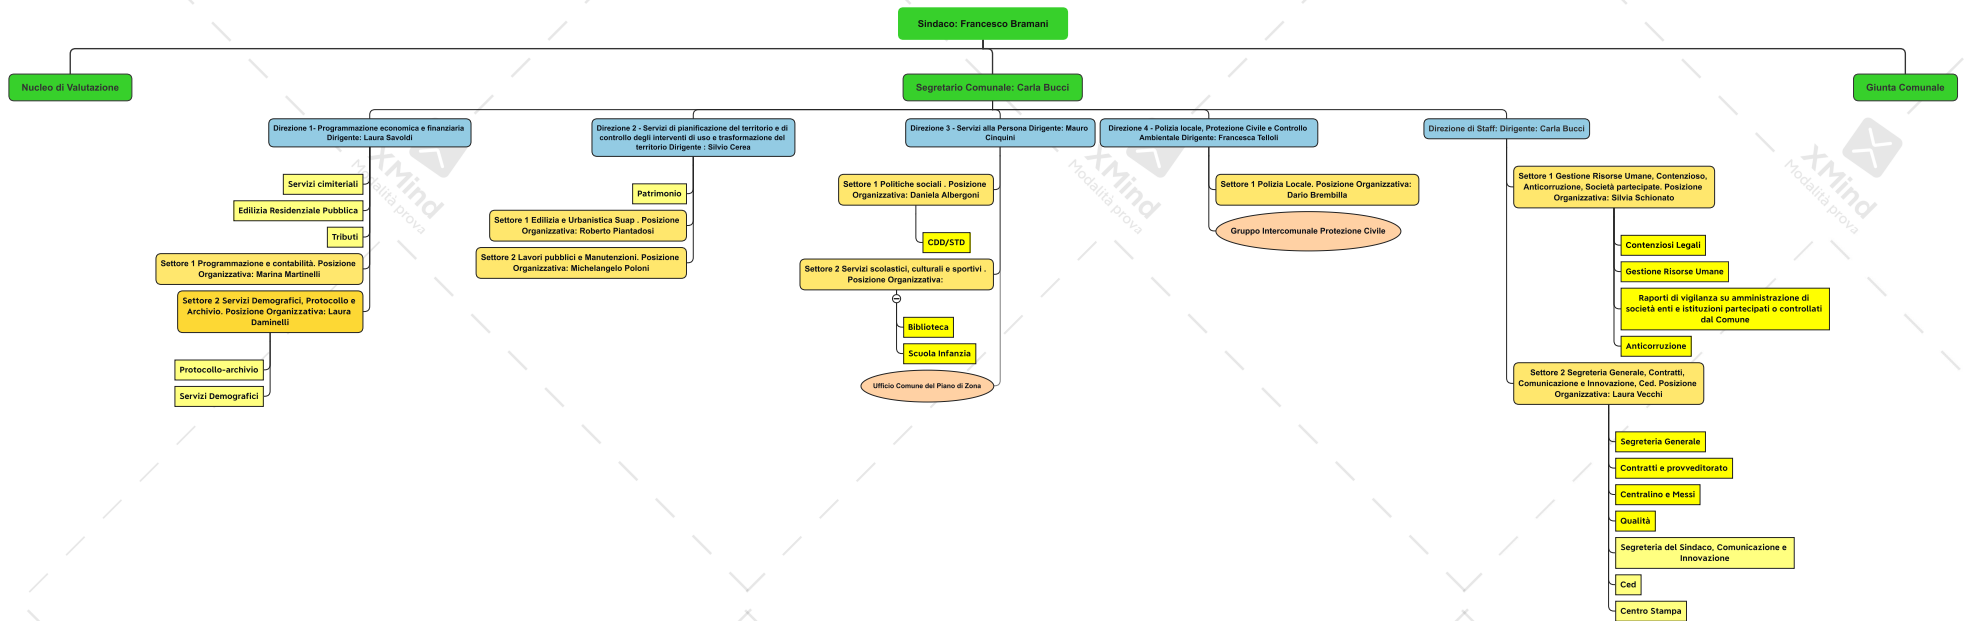 Sindaco: Francesco Bramani
Nucleo di Valutazione
Segretario Comunale: Carla Bucci
Giunta Comunale
Direzione 1- Programmazione economica e finanziaria
Dirigente: Laura Savoldi
Servizi cimiteriali
Edilizia Residenziale Pubblica
Tributi
Settore 1 Programmazione e contabilità. Posizione
Organizzativa: Marina Martinelli
Settore 2 Servizi Demografici, Protocollo e
Archivio. Posizione Organizzativa: Laura
Daminelli
Protocollo-archivio
Servizi Demografici
Direzione 2 - Servizi di pianificazione del territorio e di
controllo degli interventi di uso e trasformazione del
territorio Dirigente : Silvio Cerea
Patrimonio
Settore 1 Edilizia e Urbanistica Suap . Posizione
Organizzativa: Roberto Piantadosi
Settore 2 Lavori pubblici e Manutenzioni. Posizione
Organizzativa: Michelangelo Poloni
Direzione 3 - Servizi alla Persona Dirigente: Mauro
Cinquini
Settore 1 Politiche sociali . Posizione
Organizzativa: Daniela Albergoni
CDD/STD
Settore 2 Servizi scolastici, culturali e sportivi .
Posizione Organizzativa:
Biblioteca
Scuola Infanzia
Ufficio Comune del Piano di Zona
Direzione 4 - Polizia locale, Protezione Civile e Controllo
Ambientale Dirigente: Francesca Telloli
Settore 1 Polizia Locale. Posizione Organizzativa:
Dario Brembilla
Gruppo Intercomunale Protezione Civile
Direzione di Staff: Dirigente: Carla Bucci
Settore 1 Gestione Risorse Umane, Contenzioso,
Anticorruzione, Società partecipate. Posizione
Organizzativa: Silvia Schionato
Contenziosi Legali
Gestione Risorse Umane
Raporti di vigilanza su amministrazione di
società enti e istituzioni partecipati o controllati
dal Comune
Anticorruzione
Settore 2 Segreteria Generale, Contratti,
Comunicazione e Innovazione, Ced. Posizione
Organizzativa: Laura Vecchi
Segreteria Generale
Contratti e provveditorato
Centralino e Messi
Qualità
Segreteria del Sindaco, Comunicazione e
Innovazione
Ced
Centro Stampa
XMind
Modalità prova
XMind
Modalità prova
XMind
Modalità prova